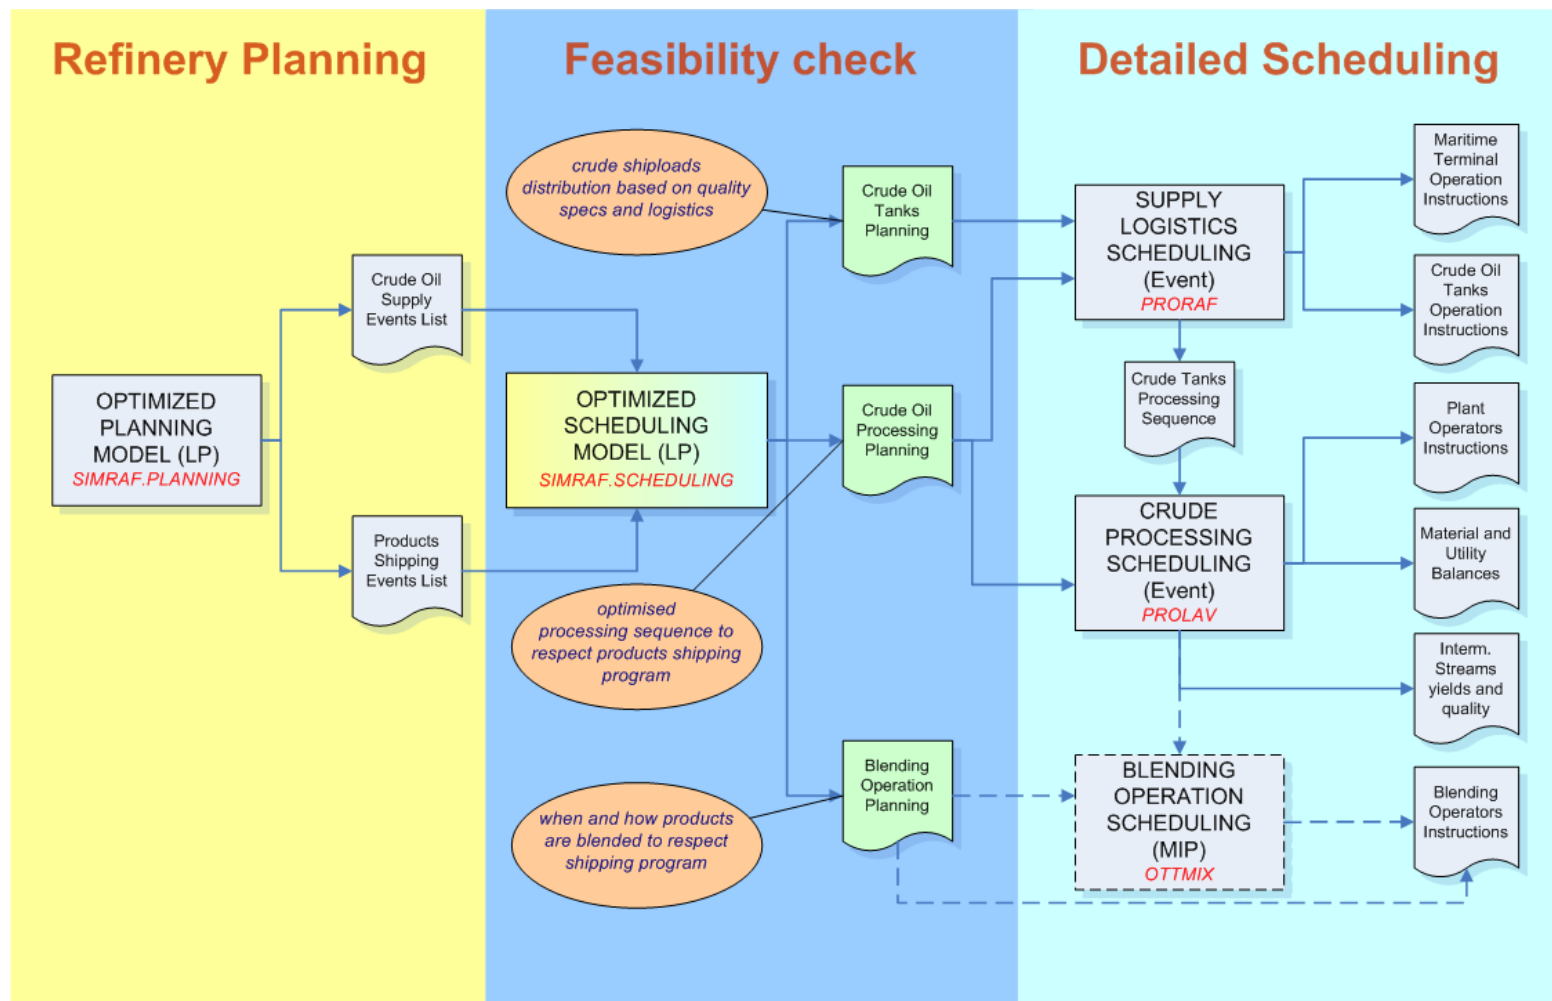 Refinery Planning
Feasibility check
Detailed Scheduling
OPTIMIZED
PLANNING
MODEL (LP)
SIMRAF.PLANNING
Crude Oil
Supply
Events List
Products
Shipping
Events List
crude shiploads
distribution based on quality
specs and logistics
OPTIMIZED
SCHEDULING
MODEL (LP)
SIMRAF.SCHEDULING
optimised
processing sequence to
respect products shipping
program
when and how products
are blended to respect
shipping program
Crude Oil
Tanks
Planning
Crude Oil
Processing
Planning
Blending
Operation
Planning
SUPPLY
LOGISTICS
SCHEDULING
(Event)
PRORAF
Crude Tanks
Processing
Sequence
CRUDE
PROCESSING
SCHEDULING
(Event)
PROLAV
BLENDING
OPERATION
SCHEDULING
(MIP)
OTTMIX
Maritime
Terminal
Operation
Instructions
Crude Oil
Tanks
Operation
Instructions
Plant
Operators
Instructions
Material and
Utility
Balances
Interm.
Streams
yields and
quality
Blending
Operators
Instructions